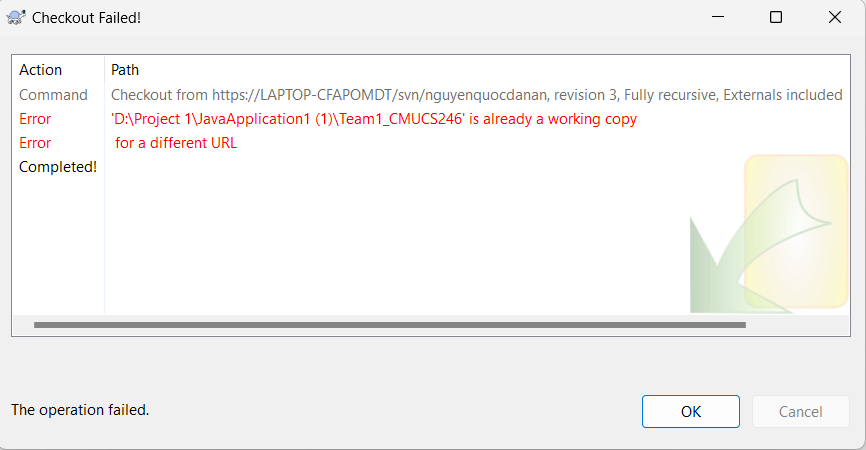 Checkout Failed!
Action Path
Command Checkout from https://LAPTOP-CFAPOMDT/svn/nguyenquocdanan, revision 3, Fully recursive, Externals included
Error 'D:\Project 1\JavaApplication1 (1)\Team1_CMUCS246' is already a working copy
Error for a different URL
Completed!
The operation failed.
OK Cancel